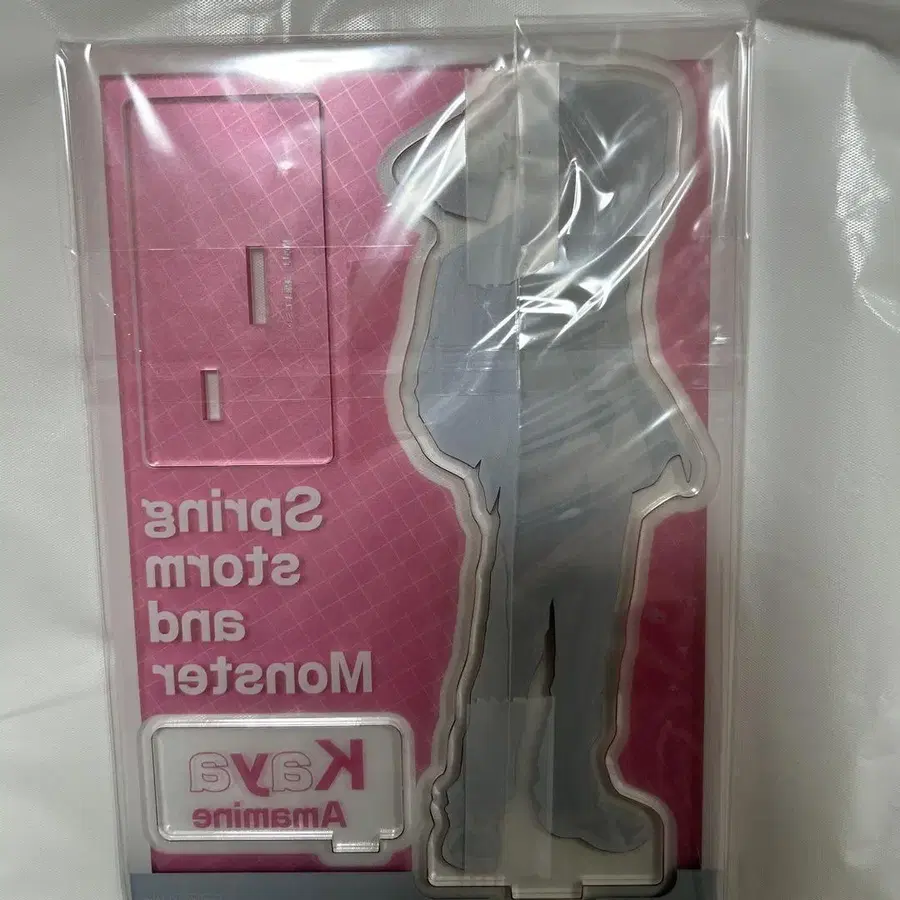 Spring
storm
and
Monster
Kaya
Amamine